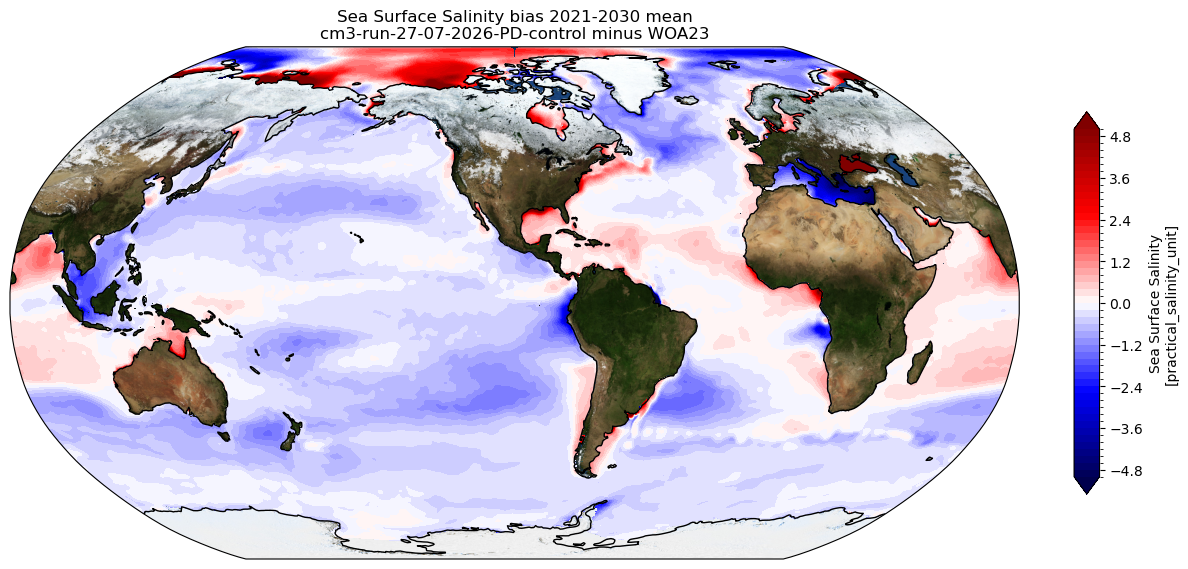 Sea Surface Salinity bias 2021-2030 mean
cm3-run-27-07-2026-PD-control minus WOA23
4.8
3.6
2.4
1.2
0.0
−1.2
−2.4
−3.6
−4.8
Sea Surface Salinity
[practical_salinity_unit]